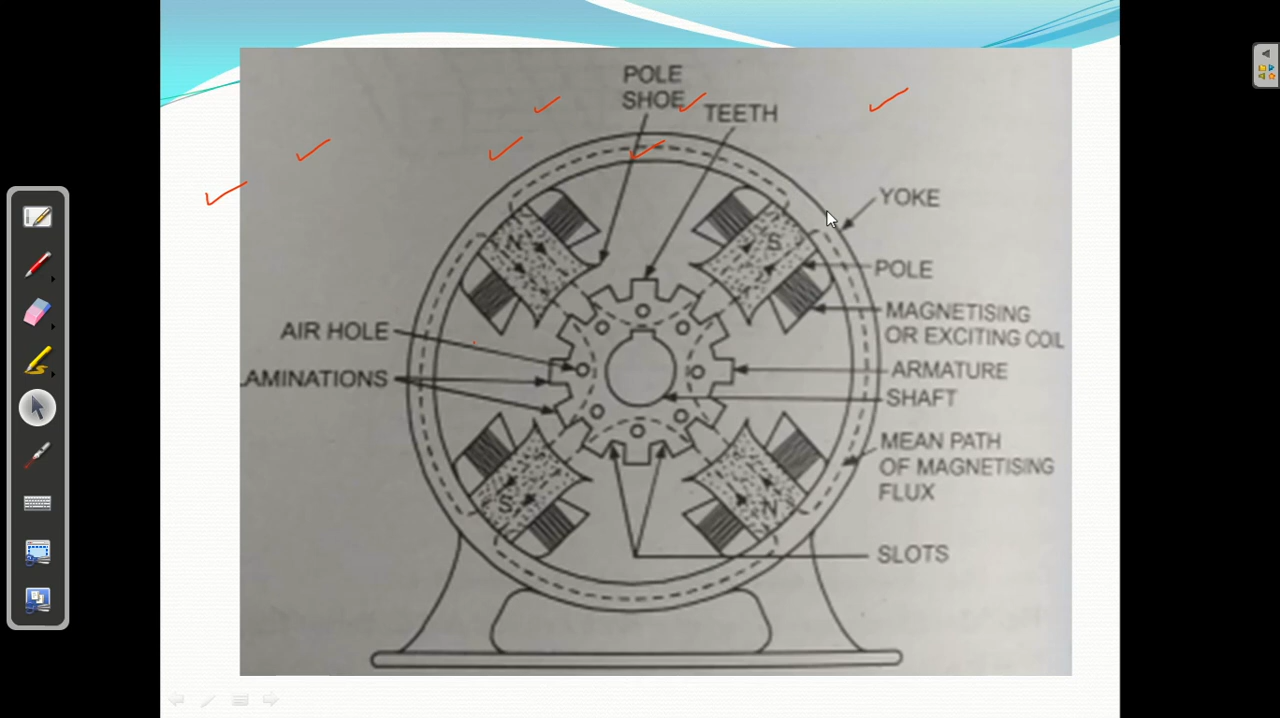 POLE
SHOE
TEETH
YOKE
N
S
POLE
MAGNETISING
OR EXCITING COIL
AIR HOLE
ARMATURE
LAMINATIONS
SHAFT
MEAN PATH
OF MAGNETISING
FLUX
S
N
SLOTS